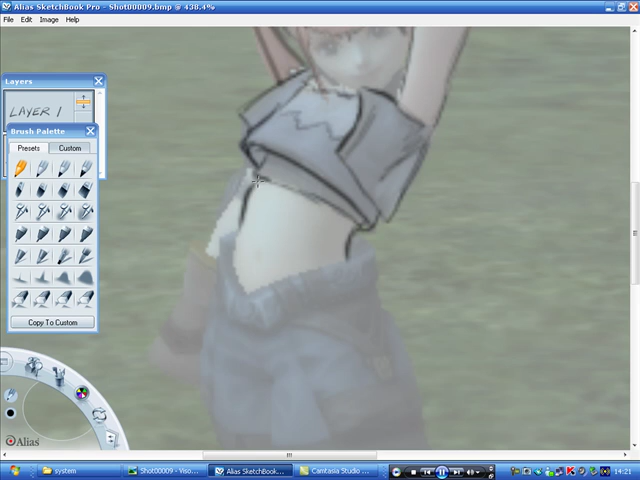 Alias SketchBook Pro - Shot00009.bmp @ 438.4%
File Edit Image Help
Layers
LAYER 1
Brush Palette
Presets Custom
Copy To Custom
Alias
system Shot00009 - Viso... Alias SketchBook... Camtasia Studio ... 14:21